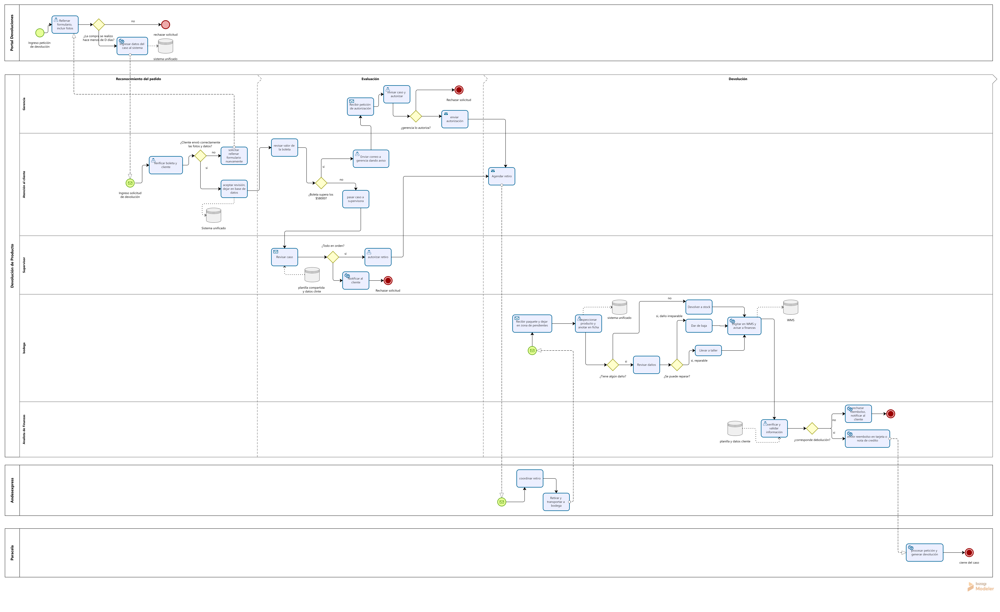 Portal Devoluciones
Ingreso petición
de devolución
Rellenar
formulario,
incluir fotos
¿La compra se realizo
hace menos de D días?
no
rechazar solicitud
Ingresar datos del
caso al sistema
sistema unificado
Devolución de Producto
Reconocimiento del pedido
Evaluación
Devolución
Gerencia
Recibir petición
de autorización
revisar caso y
autorizar
¿gerencia lo autoriza?
Rechazar solicitud
enviar
autorización
Atención al cliente
Ingreso solicitud
de devolución
Verificar boleta y
cliente
¿Cliente envió correctamente
las fotos y datos?
no
si
solicitar
rellenar
formulario
nuevamente
aceptar revisión,
dejar en base de
datos
Sistema unificado
revisar valor de
la boleta
¿Boleta supera los
$58000?
si
no
Enviar correo a
gerencia dando aviso
pasar caso a
supervisora
Agendar retiro
Supervisor
Revisar caso
planilla compartida
y datos clinte
¿Todo en orden?
si
autorizar retiro
Notificar al
cliente
Rechazar solicitud
bodega
Recibir paquete y dejar
en zona de pendientes
Inspeccionar
producto y
anotar en ficha
sistema unificado
¿Tiene algún daño?
no
si
Revisar daños
¿Se puede reparar?
si, daño irreparable
si, reparable
Devolver a stock
Dar de baja
Llevar a taller
Digitar en WMS y
avisar a finanzas
WMS
Analista de Finanzas
planilla y datos cliente
verificar y
validar
información
¿corresponde debolución?
no
si
rechazar
reembolso,
notificar al
cliente
emitir reembolso en tarjeta o
nota de credito
Andesexpress
coordinar retiro
Retirar y
transportar a
bodega
Paracela
procesar petición y
generar devolución
cierre del caso
bizagi
Modeler